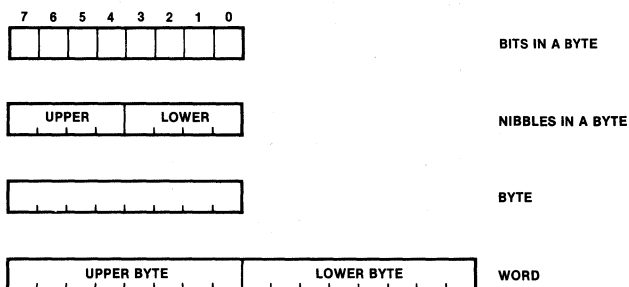 7 6 5 4 3 2 1 0
BITS IN A BYTE
UPPER LOWER
NIBBLES IN A BYTE
BYTE
UPPER BYTE LOWER BYTE
WORD